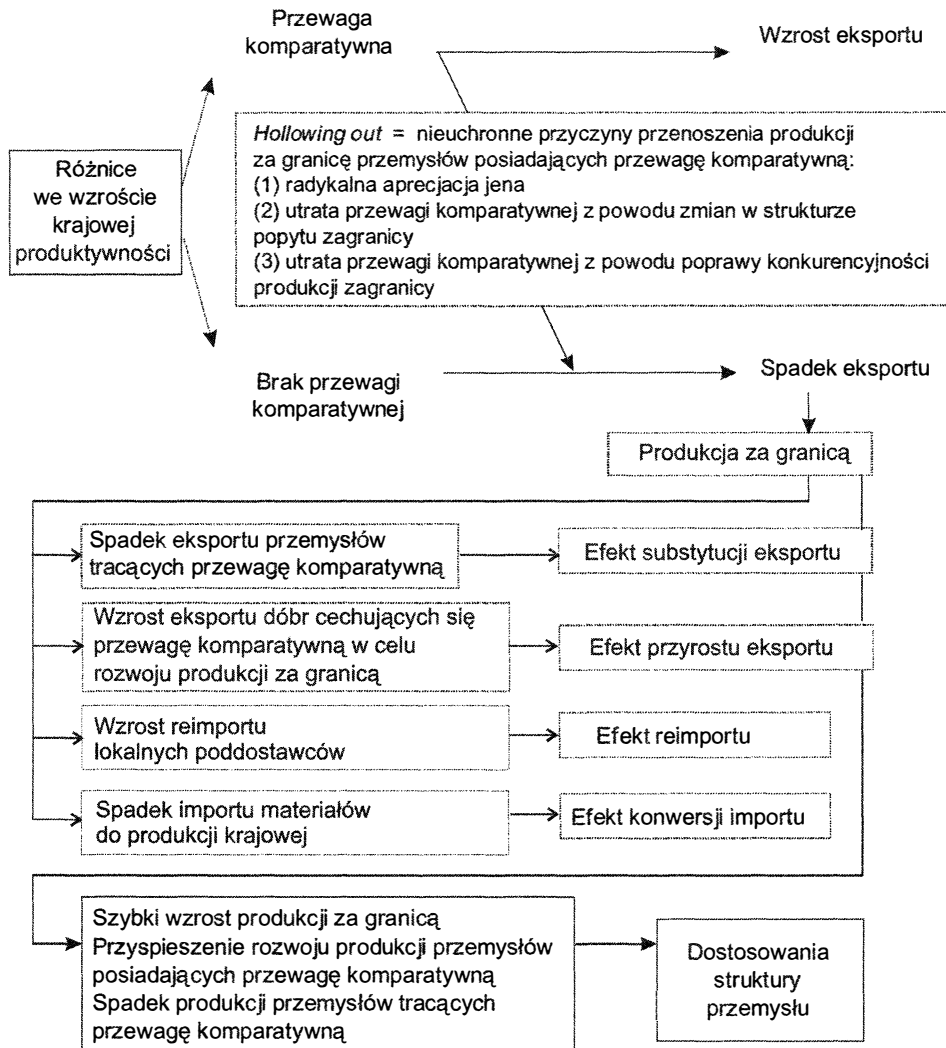 Przewaga
komparatywna
Wzrost eksportu
Hollowing out = nieuchronne przyczyny przenoszenia produkcji
za granicę przemysłów posiadających przewagę komparatywną:
(1) radykalna aprecjacja jena
(2) utrata przewagi komparatywnej z powodu zmian w strukturze
popytu zagranicy
(3) utrata przewagi komparatywnej z powodu poprawy konkurencyjności
produkcji zagranicy
Różnice
we wzroście
krajowej
produktywności
Brak przewagi
komparatywnej
Spadek eksportu
Produkcja za granicą
Spadek eksportu przemysłów
tracących przewagę komparatywną
Efekt substytucji eksportu
Wzrost eksportu dóbr cechujących się
przewagę komparatywną w celu
rozwoju produkcji za granicą
Efekt przyrostu eksportu
Wzrost reimportu
lokalnych poddostawców
Efekt reimportu
Spadek importu materiałów
do produkcji krajowej
Efekt konwersji importu
Szybki wzrost produkcji za granicą
Przyspieszenie rozwoju produkcji przemysłów
posiadających przewagę komparatywną
Spadek produkcji przemysłów tracących
przewagę komparatywną
Dostosowania
struktury
przemysłu